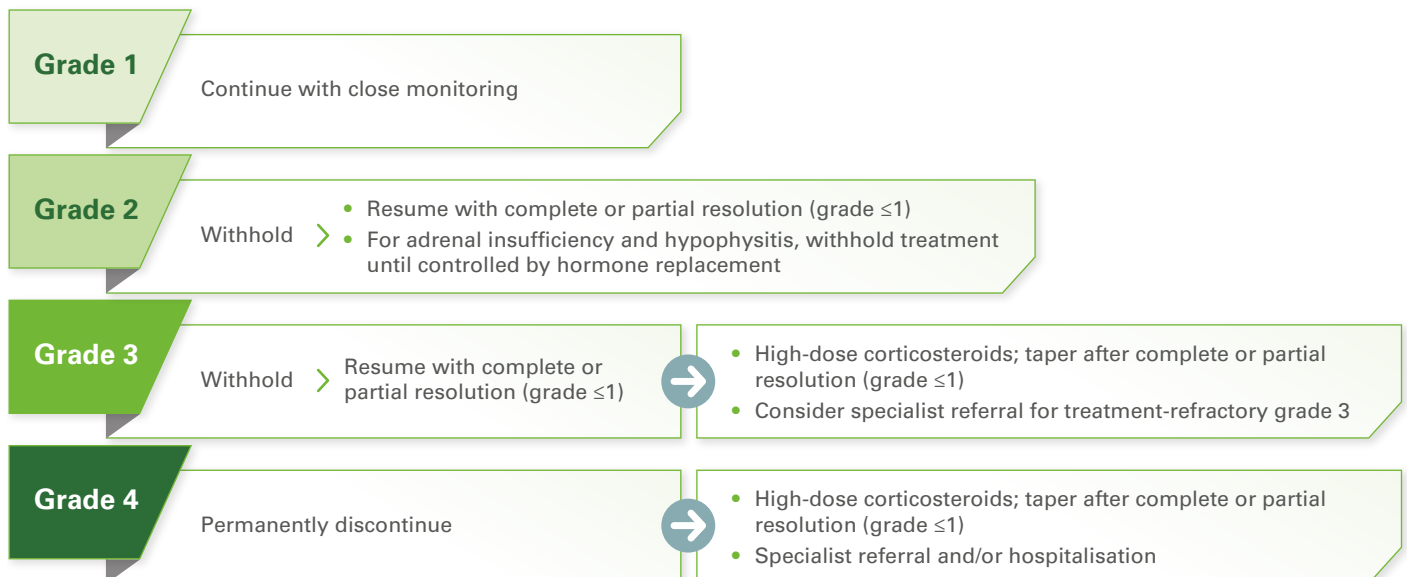 Grade 1
Continue with close monitoring
Grade 2
Withhold
• Resume with complete or partial resolution (grade ≤1)
• For adrenal insufficiency and hypophysitis, withhold treatment
until controlled by hormone replacement
Grade 3
Withhold
Resume with complete or
partial resolution (grade ≤1)
• High-dose corticosteroids; taper after complete or partial
resolution (grade ≤1)
• Consider specialist referral for treatment-refractory grade 3
Grade 4
Permanently discontinue
• High-dose corticosteroids; taper after complete or partial
resolution (grade ≤1)
• Specialist referral and/or hospitalisation